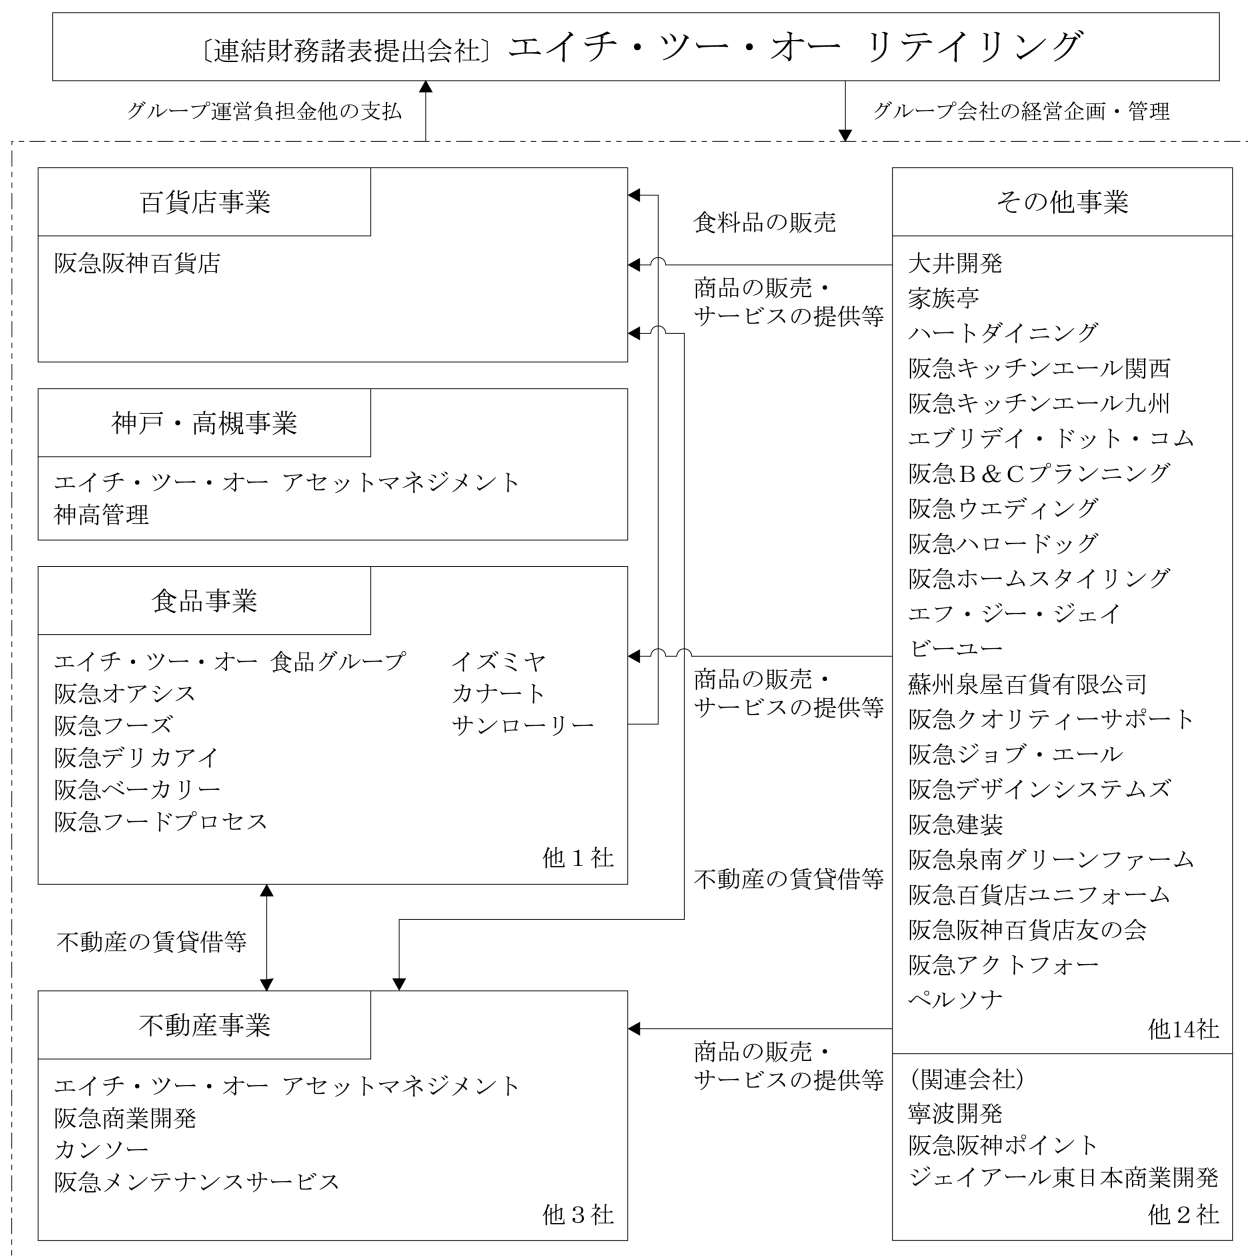 〔連結財務諸表提出会社〕エイチ・ツー・オー リテイリング
グループ運営負担金他の支払
グループ会社の経営企画・管理
百貨店事業
阪急阪神百貨店
神戸・高槻事業
エイチ・ツー・オー アセットマネジメント
神高管理
食品事業
エイチ・ツー・オー 食品グループ
阪急オアシス
阪急フーズ
阪急デリカアイ
阪急ベーカリー
阪急フードプロセス
イズミヤ
カナート
サンローリー
他1社
不動産の賃貸借等
不動産事業
エイチ・ツー・オー アセットマネジメント
阪急商業開発
カンソー
阪急メンテナンスサービス
他3社
食料品の販売
商品の販売・
サービスの提供等
商品の販売・
サービスの提供等
不動産の賃貸借等
商品の販売・
サービスの提供等
その他事業
大井開発
家族亭
ハートダイニング
阪急キッチンエール関西
阪急キッチンエール九州
エブリデイ・ドット・コム
阪急B&Cプランニング
阪急ウエディング
阪急ハロードッグ
阪急ホームスタイリング
エフ・ジー・ジェイ
ビーユー
蘇州泉屋百貨有限公司
阪急クオリティーサポート
阪急ジョブ・エール
阪急デザインシステムズ
阪急建装
阪急泉南グリーンファーム
阪急百貨店ユニフォーム
阪急阪神百貨店友の会
阪急アクトフォー
ペルソナ
他14社
(関連会社)
寧波開発
阪急阪神ポイント
ジェイアール東日本商業開発
他2社